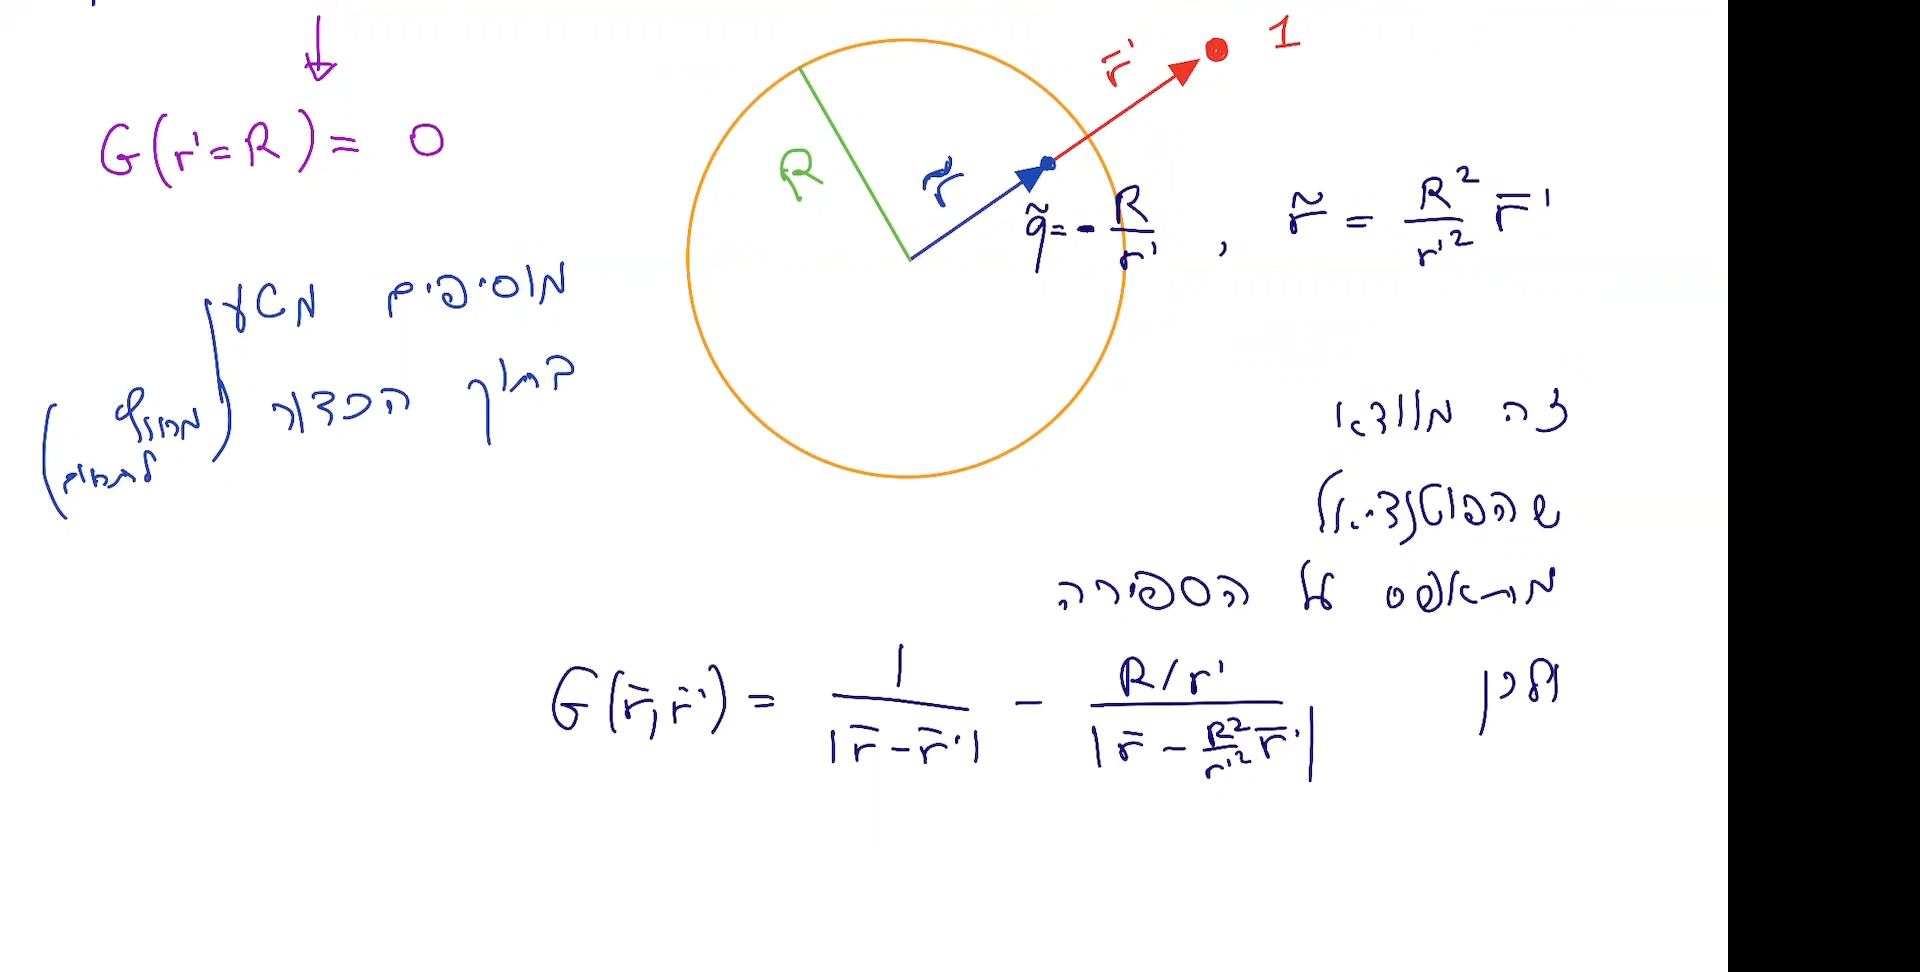 G(r'=R) = 0
1
r̄'
R
r̃
q̃ = - R/r' , r̃ = R²/r'² r̄'
מוסיפים מטען
בתוך הכדור (מחוץ
לתחום)
זה מוודא
שהפוטנציאל
מתאפס על הספירה
ולכן
G(r̄, r̄') = 1/|r̄ - r̄'| - (R/r')/|r̄ - R²/r'² r̄'|